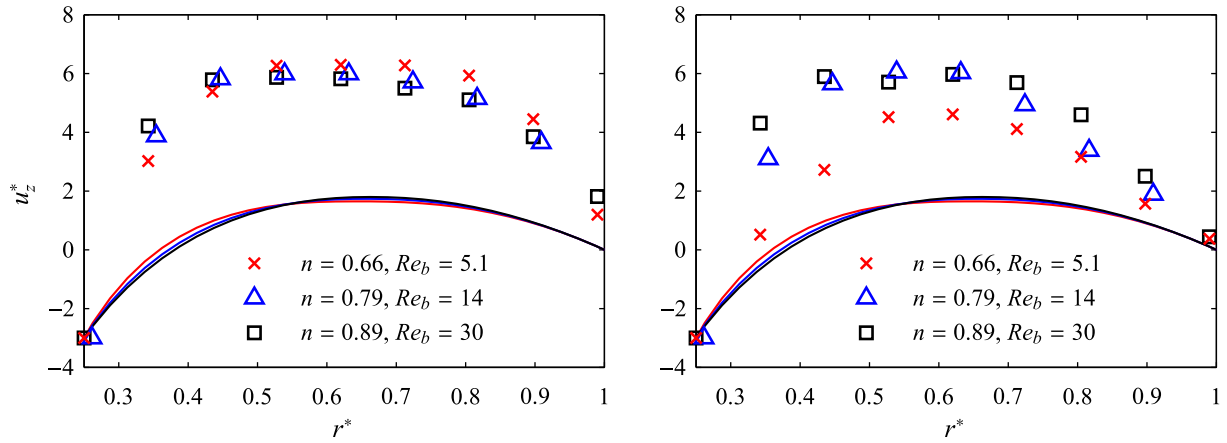 8
6
4
2
0
−2
−4
u*z
0.3 0.4 0.5 0.6 0.7 0.8 0.9 1
r*
n = 0.66, Reb = 5.1
n = 0.79, Reb = 14
n = 0.89, Reb = 30
8
6
4
2
0
−2
−4
0.3 0.4 0.5 0.6 0.7 0.8 0.9 1
r*
n = 0.66, Reb = 5.1
n = 0.79, Reb = 14
n = 0.89, Reb = 30